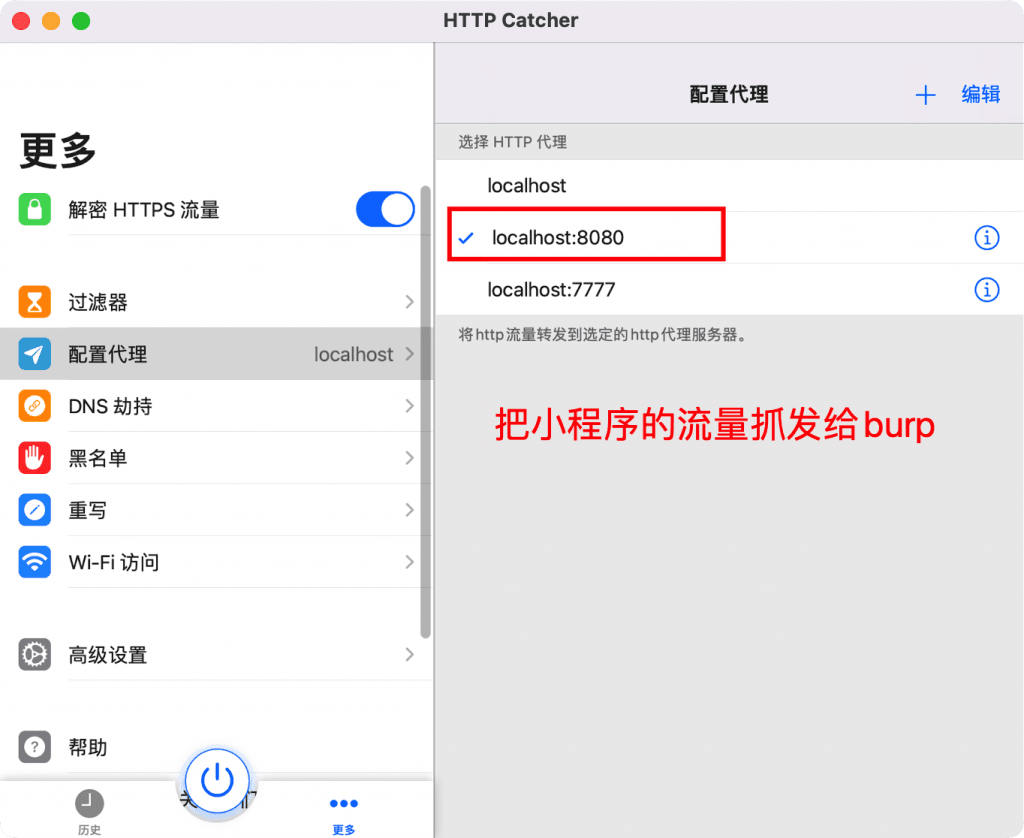 HTTP Catcher
更多
解密 HTTPS 流量
过滤器
配置代理 localhost
DNS 劫持
黑名单
重写
Wi-Fi 访问
高级设置
帮助
历史
更多
配置代理
编辑
选择 HTTP 代理
localhost
localhost:8080
localhost:7777
将http流量转发到选定的http代理服务器。
把小程序的流量抓发给burp